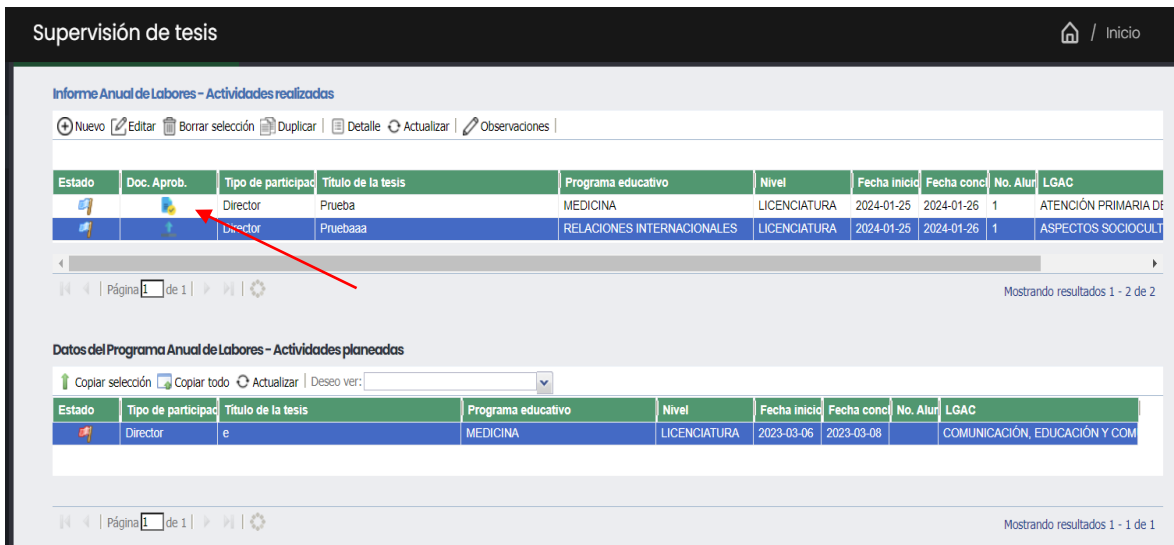 Supervisión de tesis / Inicio
Informe Anual de Labores - Actividades realizadas
Nuevo Editar Borrar selección Duplicar | Detalle Actualizar | Observaciones |
Estado Doc. Aprob. Tipo de participac Título de la tesis Programa educativo Nivel Fecha inicio Fecha concl No. Alur LGAC
Director Prueba MEDICINA LICENCIATURA 2024-01-25 2024-01-26 1 ATENCIÓN PRIMARIA DE
Director Pruebaaa RELACIONES INTERNACIONALES LICENCIATURA 2024-01-25 2024-01-26 1 ASPECTOS SOCIOCULT
| Página 1 de 1 | | Mostrando resultados 1 - 2 de 2
Datos del Programa Anual de Labores - Actividades planeadas
Copiar selección Copiar todo Actualizar | Deseo ver:
Estado Tipo de participac Título de la tesis Programa educativo Nivel Fecha inicio Fecha concl No. Alur LGAC
Director e MEDICINA LICENCIATURA 2023-03-06 2023-03-08 COMUNICACIÓN, EDUCACIÓN Y COM
| Página 1 de 1 | | Mostrando resultados 1 - 1 de 1